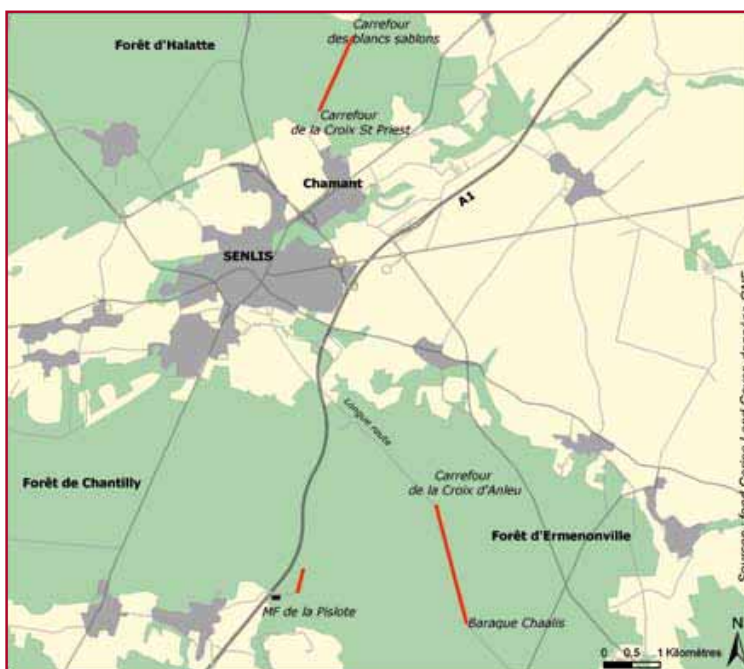 Carrefour
des blancs sablons
Forêt d'Halatte
Carrefour
de la Croix St Priest
Chamant
A1
SENLIS
Longue route
Carrefour
de la Croix d'Anleu
Forêt de Chantilly
Forêt d'Ermenonville
MF de la Pislote
Baraque Chaalis
N
0 0,5 1 Kilomètres